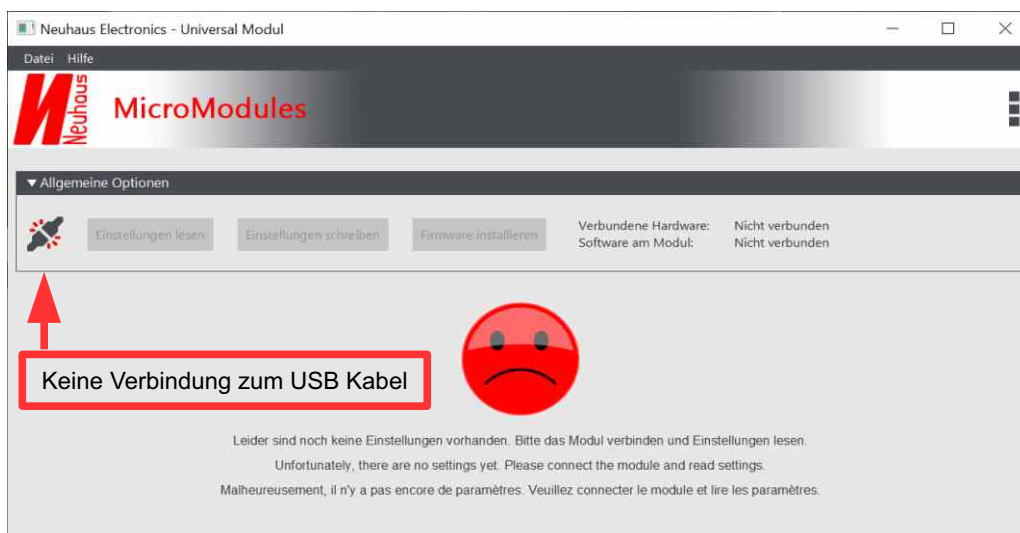 Neuhaus Electronics - Universal Modul
Datei Hilfe
Neuhaus
MicroModules
Allgemeine Optionen
Einstellungen lesen Einstellungen schreiben Firmware installieren Verbundene Hardware: Nicht verbunden
Software am Modul: Nicht verbunden
Keine Verbindung zum USB Kabel
Leider sind noch keine Einstellungen vorhanden. Bitte das Modul verbinden und Einstellungen lesen.
Unfortunately, there are no settings yet. Please connect the module and read settings.
Malheureusement, il n'y a pas encore de paramètres. Veuillez connecter le module et lire les paramètres.